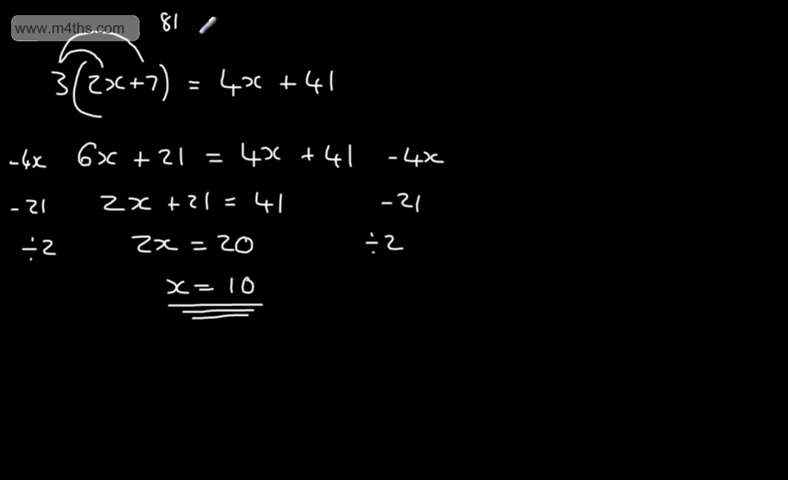 www.m4ths.com
81
3(2x+7) = 4x + 41
-4x 6x + 21 = 4x + 41 -4x
-21 2x + 21 = 41 -21
÷2 2x = 20 ÷2
x = 10